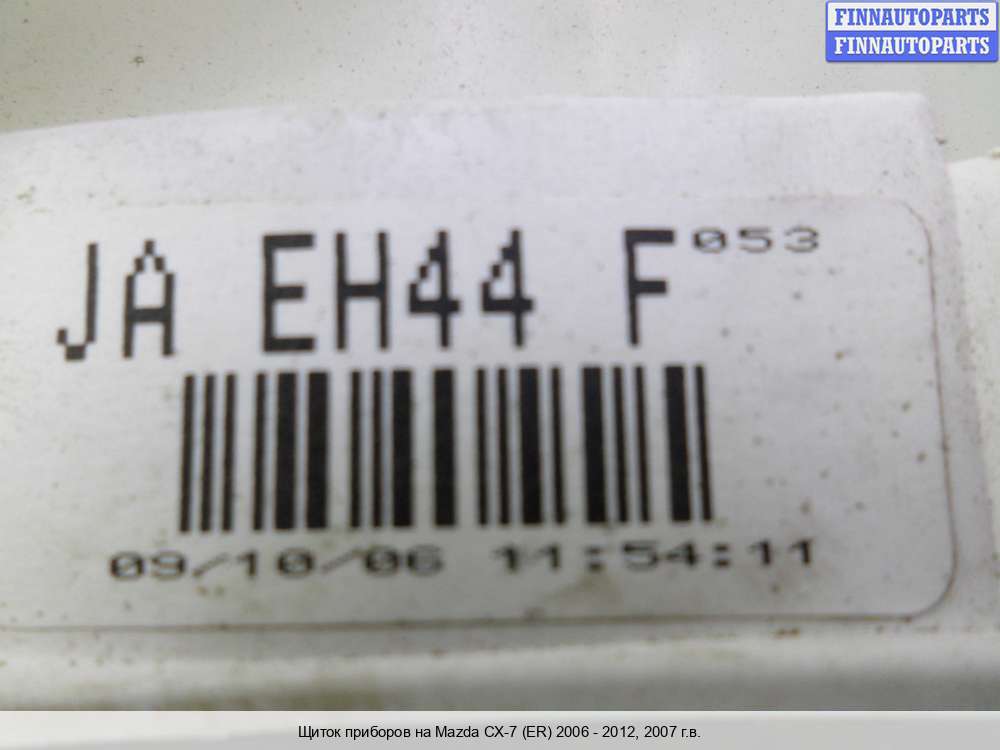 FINNAUTOPARTS
FINNAUTOPARTS
JA EH44 F 053
09/10/06 11:54:11
Щиток приборов на Mazda CX-7 (ER) 2006 - 2012, 2007 г.в.